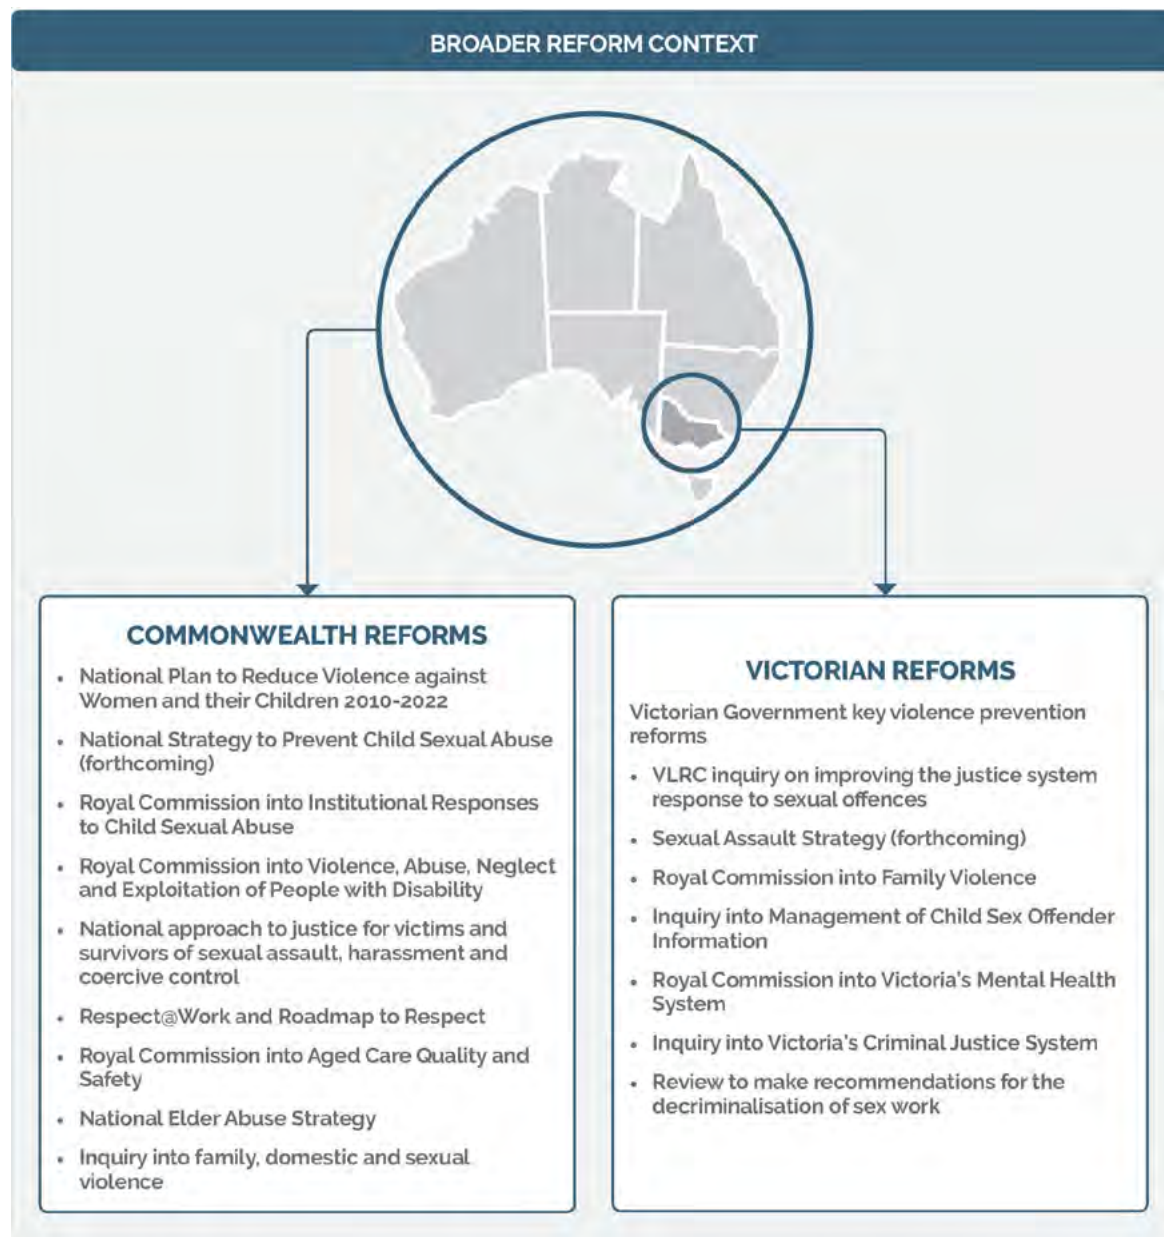 BROADER REFORM CONTEXT
COMMONWEALTH REFORMS
• National Plan to Reduce Violence against
Women and their Children 2010-2022
• National Strategy to Prevent Child Sexual Abuse
(forthcoming)
• Royal Commission into Institutional Responses
to Child Sexual Abuse
• Royal Commission into Violence, Abuse, Neglect
and Exploitation of People with Disability
• National approach to justice for victims and
survivors of sexual assault, harassment and
coercive control
• Respect@Work and Roadmap to Respect
• Royal Commission into Aged Care Quality and
Safety
• National Elder Abuse Strategy
• Inquiry into family, domestic and sexual
violence
VICTORIAN REFORMS
Victorian Government key violence prevention
reforms
• VLRC inquiry on improving the justice system
response to sexual offences
• Sexual Assault Strategy (forthcoming)
• Royal Commission into Family Violence
• Inquiry into Management of Child Sex Offender
Information
• Royal Commission into Victoria's Mental Health
System
• Inquiry into Victoria's Criminal Justice System
• Review to make recommendations for the
decriminalisation of sex work